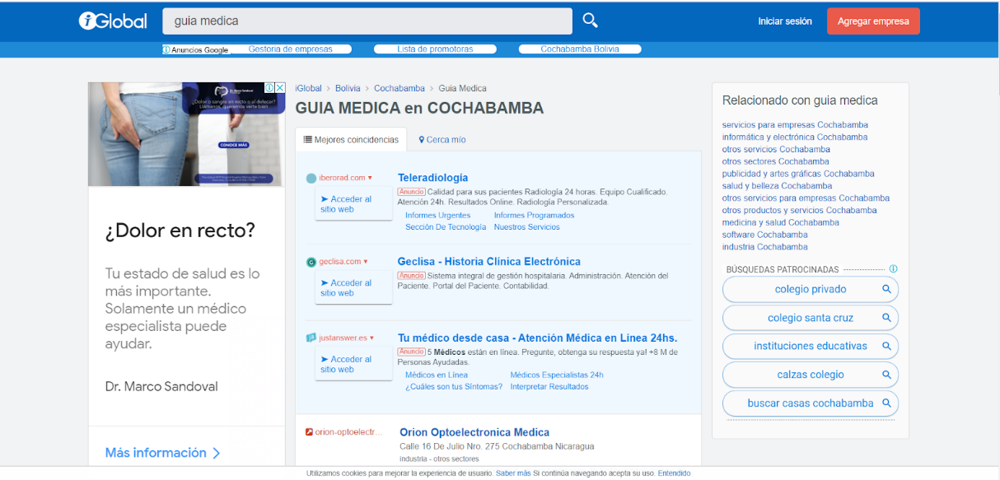 iGlobal
guia medica
Iniciar sesión
Agregar empresa
Anuncios Google
Gestoria de empresas
Lista de promotoras
Cochabamba Bolivia
Dr. Marco Sandoval
¿Dolor o sangre en recto o al defecar?
Llámenos, queremos verte bien
CONOCE MÁS
¿Dolor en recto?
Tu estado de salud es lo
más importante.
Solamente un médico
especialista puede
ayudar.
Dr. Marco Sandoval
Más información
iGlobal > Bolivia > Cochabamba > Guia Medica
GUIA MEDICA en COCHABAMBA
Mejores coincidencias
Cerca mío
iberorad.com
Acceder al
sitio web
Teleradiología
Anuncio Calidad para sus pacientes Radiología 24 horas. Equipo Cualificado.
Atención 24h. Resultados Online. Radiología Personalizada.
Informes Urgentes Informes Programados
Sección De Tecnología Nuestros Servicios
geclisa.com
Acceder al
sitio web
Geclisa - Historia Clínica Electrónica
Anuncio Sistema integral de gestión hospitalaria. Administración. Atención del
Paciente. Portal del Paciente. Contabilidad.
justanswer.es
Acceder al
sitio web
Tu médico desde casa - Atención Médica en Línea 24hs.
Anuncio 5 Médicos están en línea. Pregunte, obtenga su respuesta ya! +8 M de
Personas Ayudadas.
Médicos en Línea Médicos Especialistas 24h
¿Cuáles son tus Síntomas? Interpretar Resultados
orion-optoelectr...
Orion Optoelectronica Medica
Calle 16 De Julio Nro. 275 Cochabamba Nicaragua
industria - otros sectores
Relacionado con guia medica
servicios para empresas Cochabamba
informática y electrónica Cochabamba
otros servicios Cochabamba
otros sectores Cochabamba
publicidad y artes gráficas Cochabamba
salud y belleza Cochabamba
otros servicios para empresas Cochabamba
otros productos y servicios Cochabamba
medicina y salud Cochabamba
software Cochabamba
industria Cochabamba
BÚSQUEDAS PATROCINADAS
colegio privado
colegio santa cruz
instituciones educativas
calzas colegio
buscar casas cochabamba
Utilizamos cookies para mejorar la experiencia de usuario. Saber más Si continúa navegando acepta su uso. Entendido